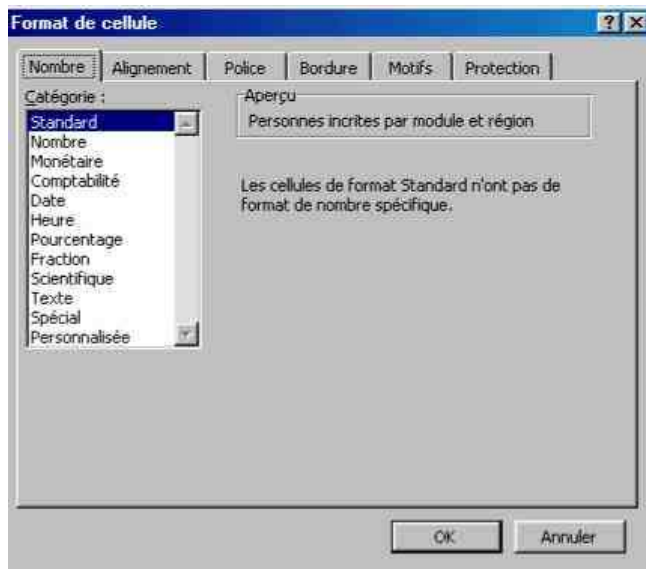 Format de cellule
Nombre Alignement Police Bordure Motifs Protection
Catégorie :
Standard
Nombre
Monétaire
Comptabilité
Date
Heure
Pourcentage
Fraction
Scientifique
Texte
Spécial
Personnalisée
Aperçu
Personnes incrites par module et région
Les cellules de format Standard n'ont pas de
format de nombre spécifique.
OK Annuler